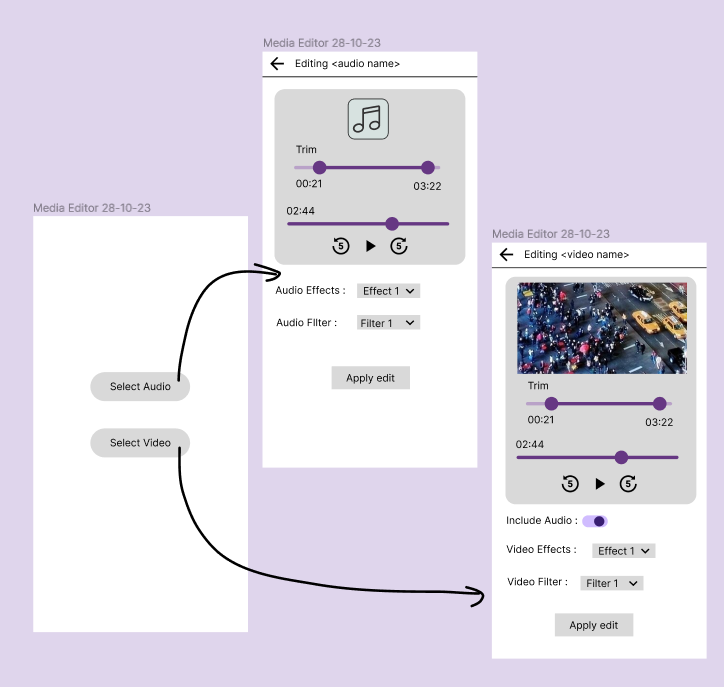 Media Editor 28-10-23
Select Audio
Select Video
Media Editor 28-10-23
Editing <audio name>
Trim
00:21
03:22
02:44
5
5
Audio Effects :
Effect 1
Audio FIlter :
Filter 1
Apply edit
Media Editor 28-10-23
Editing <video name>
Trim
00:21
03:22
02:44
5
5
Include Audio :
Video Effects :
Effect 1
Video Filter :
Filter 1
Apply edit